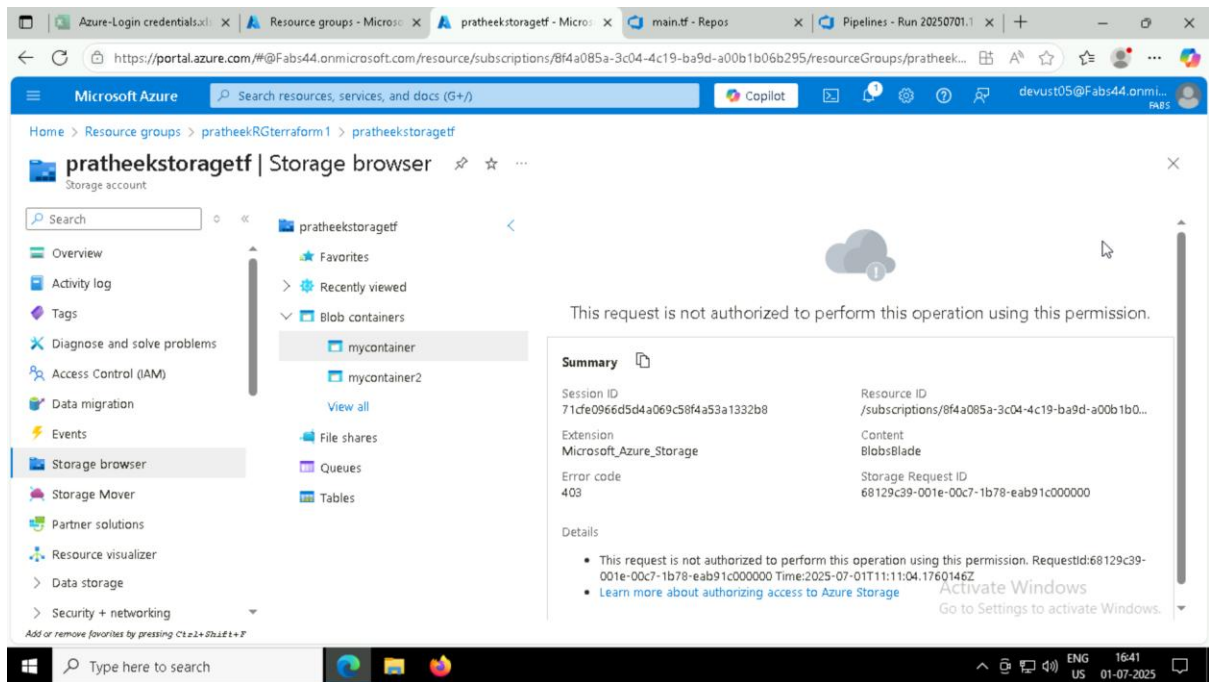 Azure-Login credentials.xl
Resource groups - Microso
pratheekstoragetf - Micros
main.tf - Repos
Pipelines - Run 20250701.1
https://portal.azure.com/#@Fabs44.onmicrosoft.com/resource/subscriptions/8f4a085a-3c04-4c19-ba9d-a00b1b06b295/resourceGroups/pratheek...
Microsoft Azure
Search resources, services, and docs (G+/)
Copilot
1
devust05@Fabs44.onmi...
FABS
Home > Resource groups > pratheekRGterraform1 > pratheekstoragetf
pratheekstoragetf | Storage browser
Storage account
Search
Overview
Activity log
Tags
Diagnose and solve problems
Access Control (IAM)
Data migration
Events
Storage browser
Storage Mover
Partner solutions
Resource visualizer
Data storage
Security + networking
Add or remove favorites by pressing Ctrl+Shift+F
pratheekstoragetf
Favorites
Recently viewed
Blob containers
mycontainer
mycontainer2
View all
File shares
Queues
Tables
This request is not authorized to perform this operation using this permission.
Summary
Session ID
71cfe0966d5d4a069c58f4a53a1332b8
Resource ID
/subscriptions/8f4a085a-3c04-4c19-ba9d-a00b1b0...
Extension
Microsoft_Azure_Storage
Content
BlobsBlade
Error code
403
Storage Request ID
68129c39-001e-00c7-1b78-eab91c000000
Details
This request is not authorized to perform this operation using this permission. RequestId:68129c39-
001e-00c7-1b78-eab91c000000 Time:2025-07-01T11:11:04.1760146Z
Learn more about authorizing access to Azure Storage
Activate Windows
Go to Settings to activate Windows.
Type here to search
ENG
US
16:41
01-07-2025